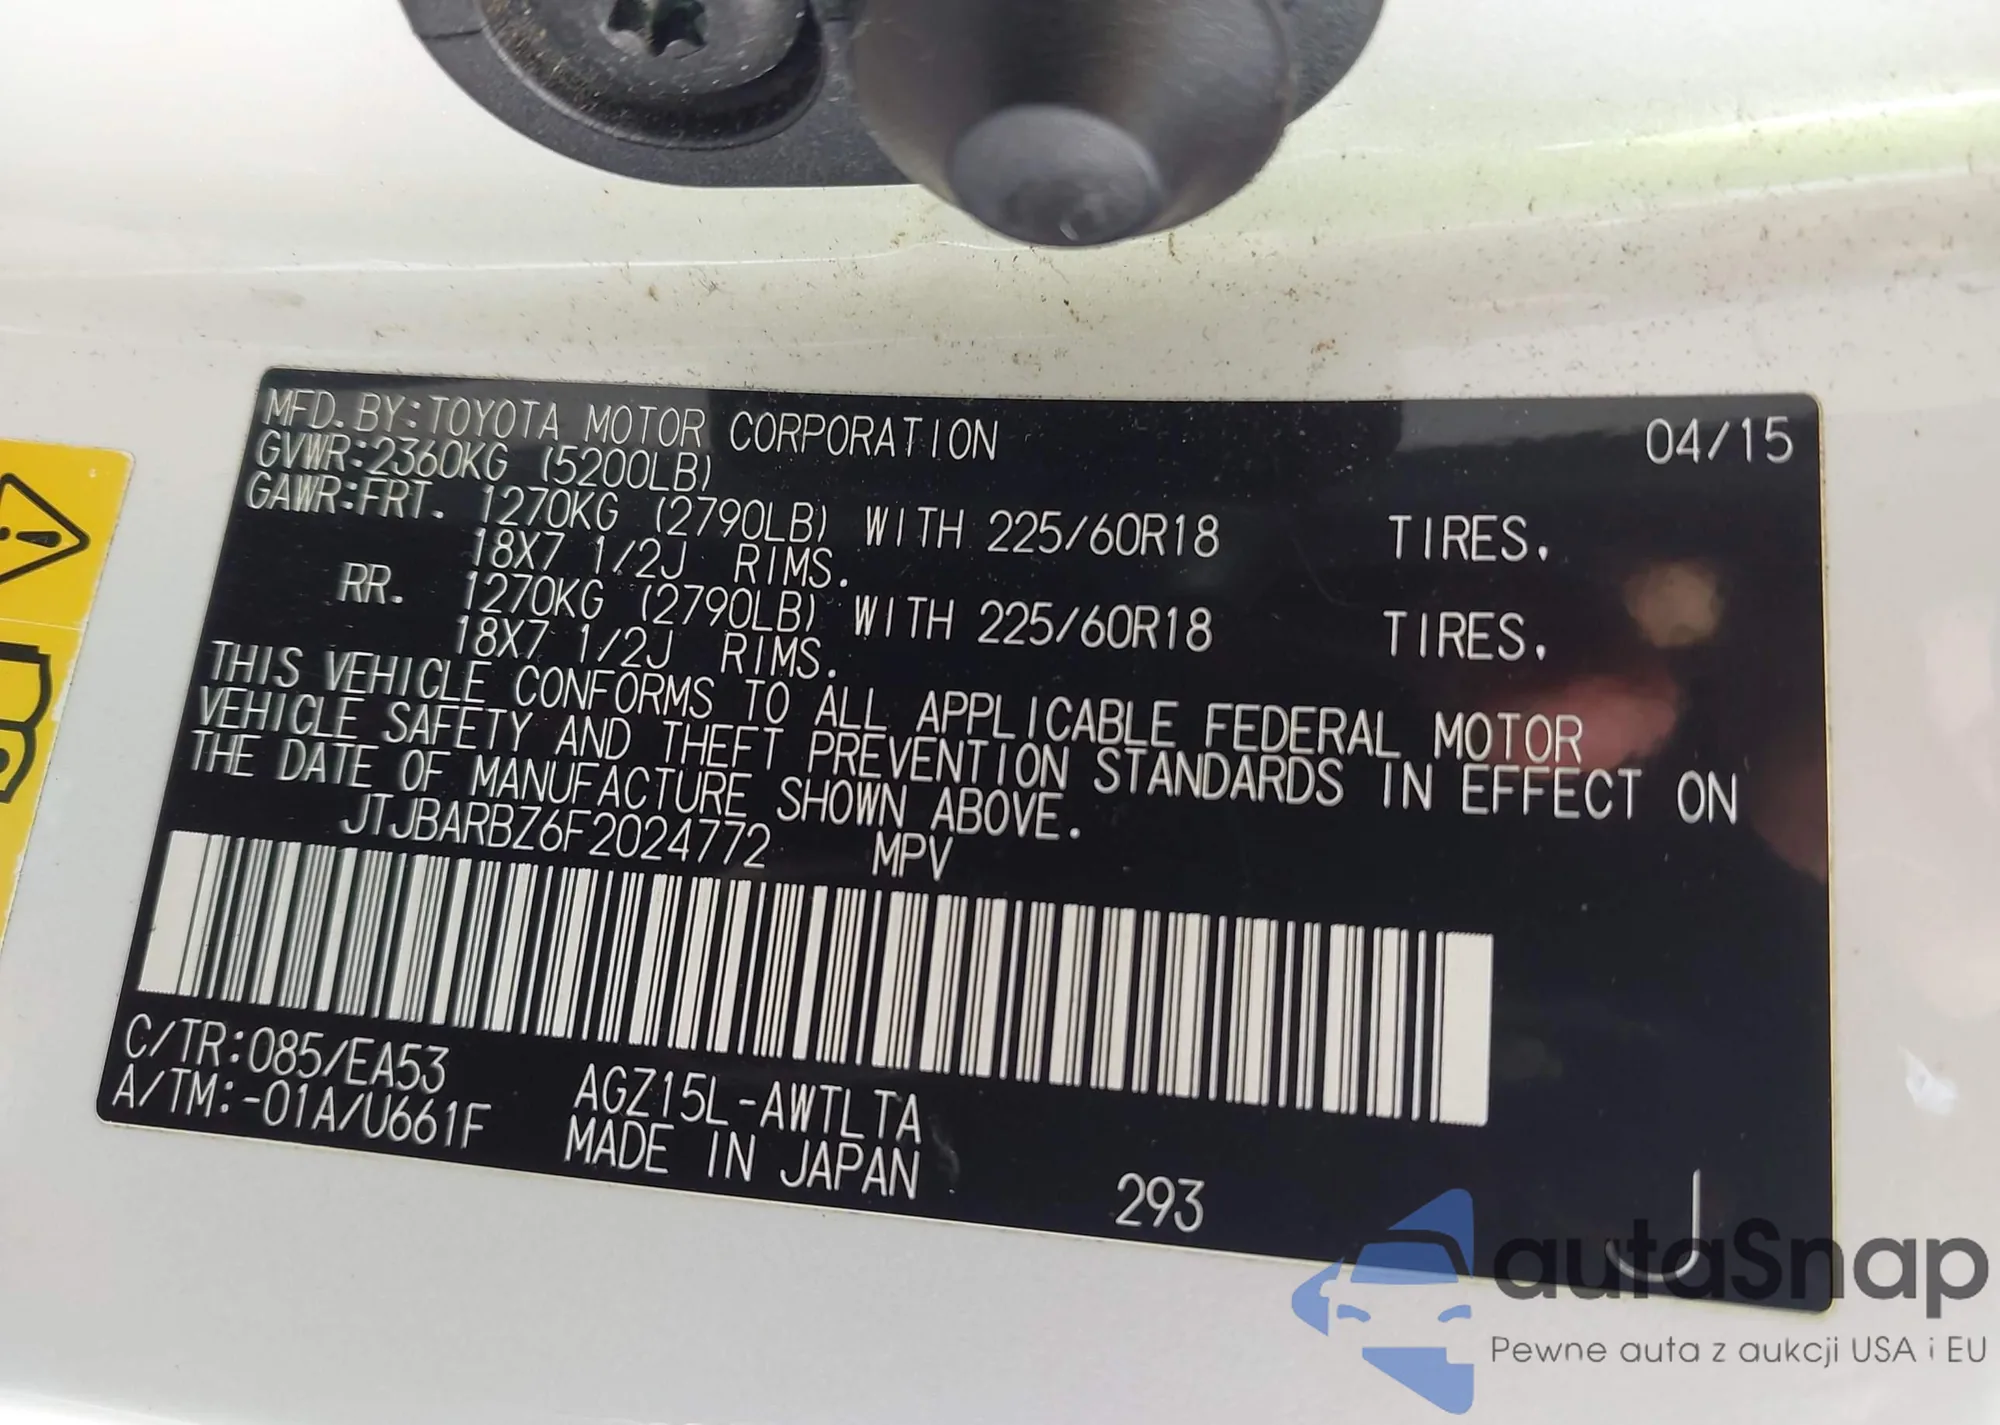 MFD.BY:TOYOTA MOTOR CORPORATION 04/15
GVWR:2360KG (5200LB)
GAWR:FRT. 1270KG (2790LB) WITH 225/60R18 TIRES.
18X7 1/2J RIMS.
RR. 1270KG (2790LB) WITH 225/60R18 TIRES.
18X7 1/2J RIMS.
THIS VEHICLE CONFORMS TO ALL APPLICABLE FEDERAL MOTOR
VEHICLE SAFETY AND THEFT PREVENTION STANDARDS IN EFFECT ON
THE DATE OF MANUFACTURE SHOWN ABOVE.
JTJBARBZ6F2024772 MPV
C/TR:085/EA53 AGZ15L-AWTLTA
A/TM:-01A/U661F MADE IN JAPAN
293
J
autaSnap
Pewne auta z aukcji USA i EU